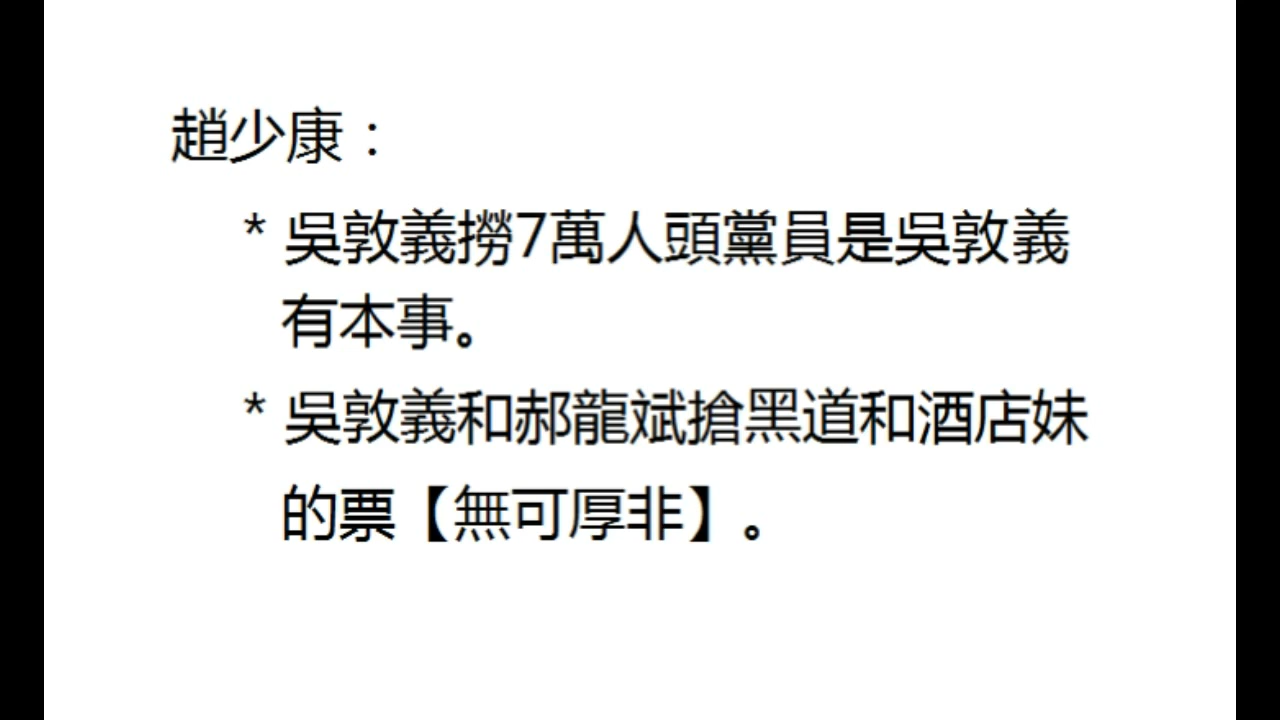 趙少康：
* 吳敦義撈7萬人頭黨員是吳敦義
有本事。
* 吳敦義和郝龍斌搶黑道和酒店妹
的票【無可厚非】。